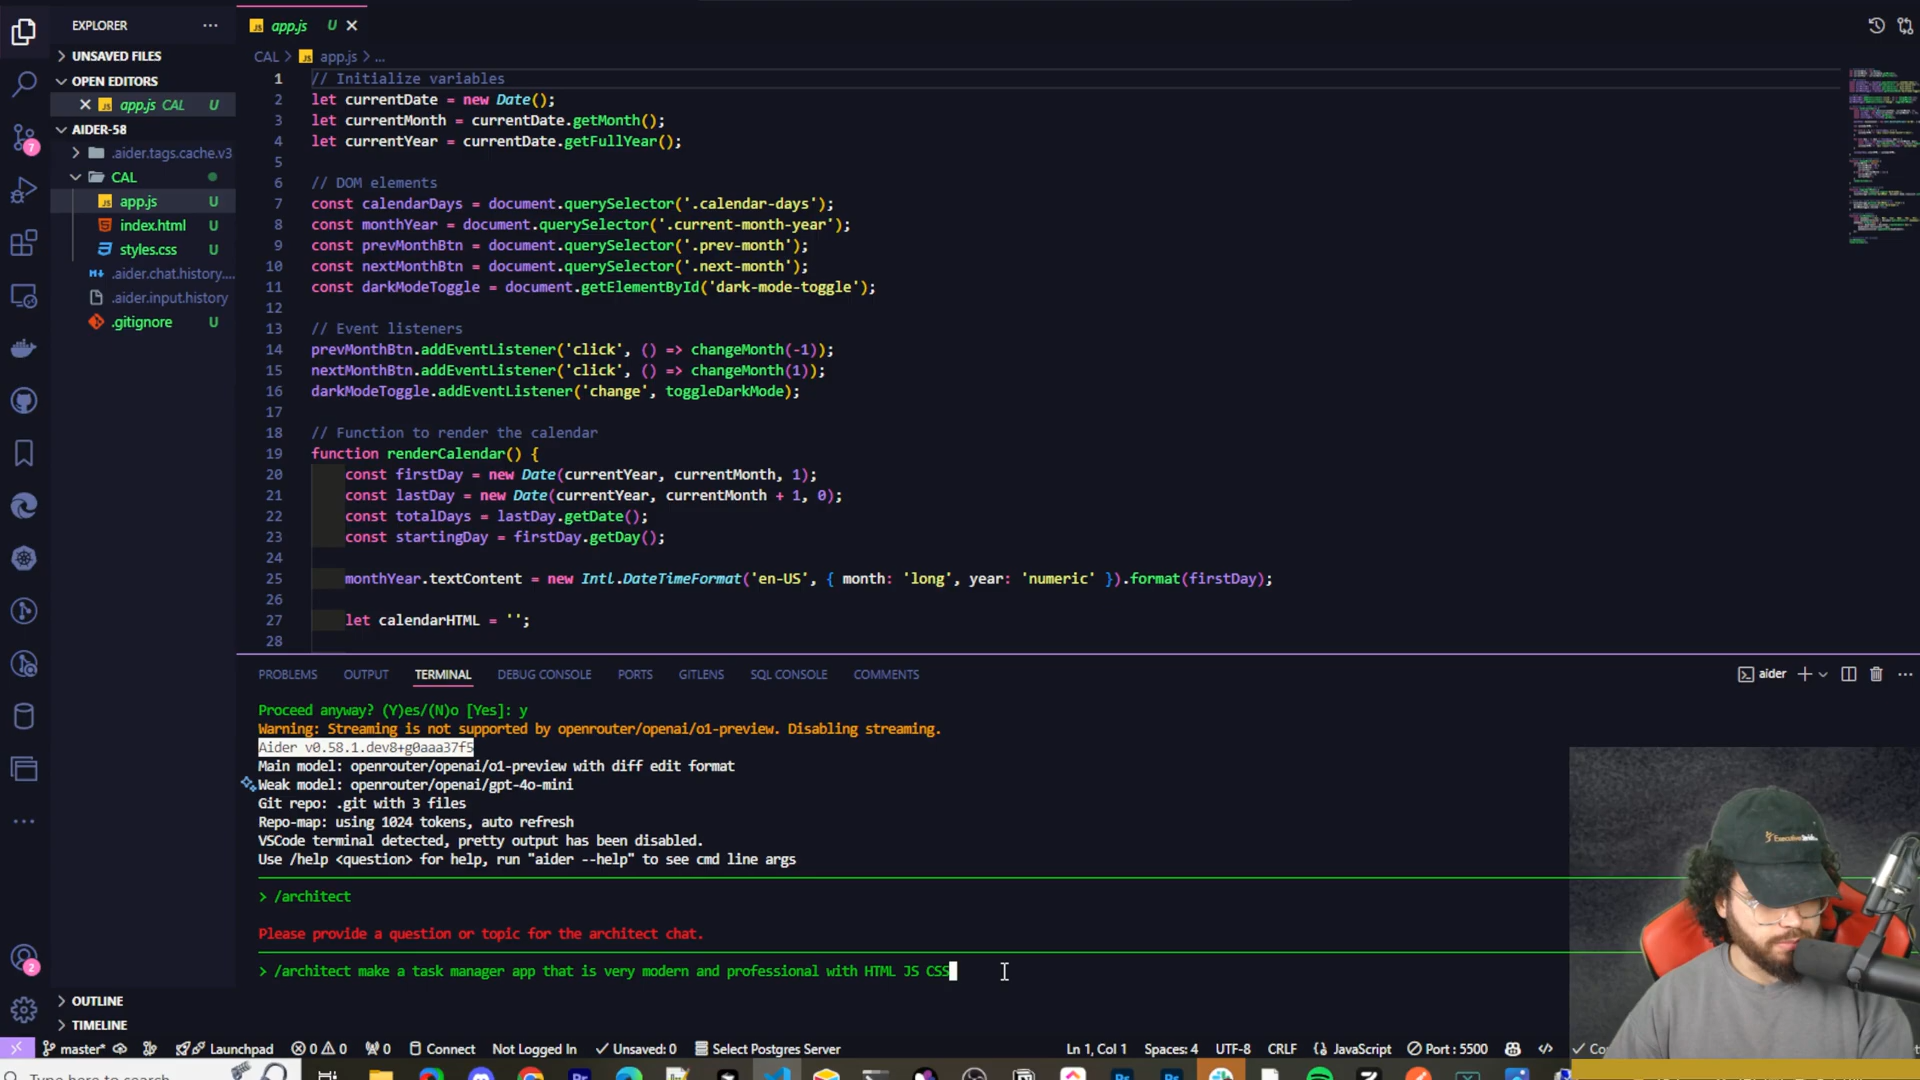 EXPLORER
UNSAVED FILES
OPEN EDITORS
app.js CAL U
AIDER-58
.aider.tags.cache.v3
CAL
app.js U
index.html U
styles.css U
.aider.chat.history....
.aider.input.history
.gitignore U
OUTLINE
TIMELINE
7
2
app.js U
CAL > app.js > ...
1 // Initialize variables
2 let currentDate = new Date();
3 let currentMonth = currentDate.getMonth();
4 let currentYear = currentDate.getFullYear();
5
6 // DOM elements
7 const calendarDays = document.querySelector('.calendar-days');
8 const monthYear = document.querySelector('.current-month-year');
9 const prevMonthBtn = document.querySelector('.prev-month');
10 const nextMonthBtn = document.querySelector('.next-month');
11 const darkModeToggle = document.getElementById('dark-mode-toggle');
12
13 // Event listeners
14 prevMonthBtn.addEventListener('click', () => changeMonth(-1));
15 nextMonthBtn.addEventListener('click', () => changeMonth(1));
16 darkModeToggle.addEventListener('change', toggleDarkMode);
17
18 // Function to render the calendar
19 function renderCalendar() {
20 const firstDay = new Date(currentYear, currentMonth, 1);
21 const lastDay = new Date(currentYear, currentMonth + 1, 0);
22 const totalDays = lastDay.getDate();
23 const startingDay = firstDay.getDay();
24
25 monthYear.textContent = new Intl.DateTimeFormat('en-US', { month: 'long', year: 'numeric' }).format(firstDay);
26
27 let calendarHTML = '';
28
PROBLEMS OUTPUT TERMINAL DEBUG CONSOLE PORTS GITLENS SQL CONSOLE COMMENTS
aider
Proceed anyway? (Y)es/(N)o [Yes]: y
Warning: Streaming is not supported by openrouter/openai/o1-preview. Disabling streaming.
Aider v0.58.1.dev8+g0aaa37f5
Main model: openrouter/openai/o1-preview with diff edit format
Weak model: openrouter/openai/gpt-4o-mini
Git repo: .git with 3 files
Repo-map: using 1024 tokens, auto refresh
VSCode terminal detected, pretty output has been disabled.
Use /help <question> for help, run "aider --help" to see cmd line args
> /architect
Please provide a question or topic for the architect chat.
> /architect make a task manager app that is very modern and professional with HTML JS CSS
master* Launchpad 0 0 0 Connect Not Logged In Unsaved: 0 Select Postgres Server
Ln 1, Col 1 Spaces: 4 UTF-8 CRLF JavaScript Port : 5500
Type here to search